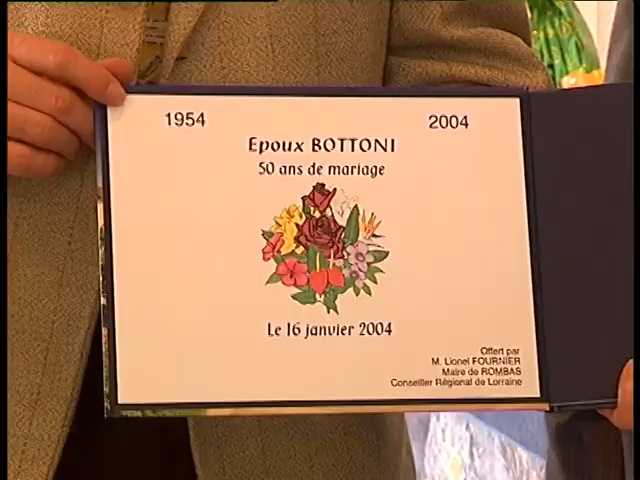 1954 2004
Epoux BOTTONI
50 ans de mariage
Le 16 janvier 2004
Offert par
M. Lionel FOURNIER
Maire de ROMBAS
Conseiller Régional de Lorraine